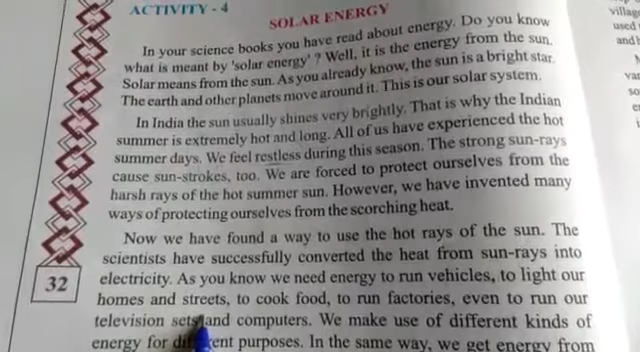 ACTIVITY - 4
SOLAR ENERGY
In your science books you have read about energy. Do you know
what is meant by 'solar energy' ? Well, it is the energy from the sun.
Solar means from the sun. As you already know, the sun is a bright star.
The earth and other planets move around it. This is our solar system.
In India the sun usually shines very brightly. That is why the Indian
summer is extremely hot and long. All of us have experienced the hot
summer days. We feel restless during this season. The strong sun-rays
cause sun-strokes, too. We are forced to protect ourselves from the
harsh rays of the hot summer sun. However, we have invented many
ways of protecting ourselves from the scorching heat.
Now we have found a way to use the hot rays of the sun. The
scientists have successfully converted the heat from sun-rays into
electricity. As you know we need energy to run vehicles, to light our
homes and streets, to cook food, to run factories, even to run our
television sets and computers. We make use of different kinds of
energy for purposes. In the same way, we get energy from
32
used